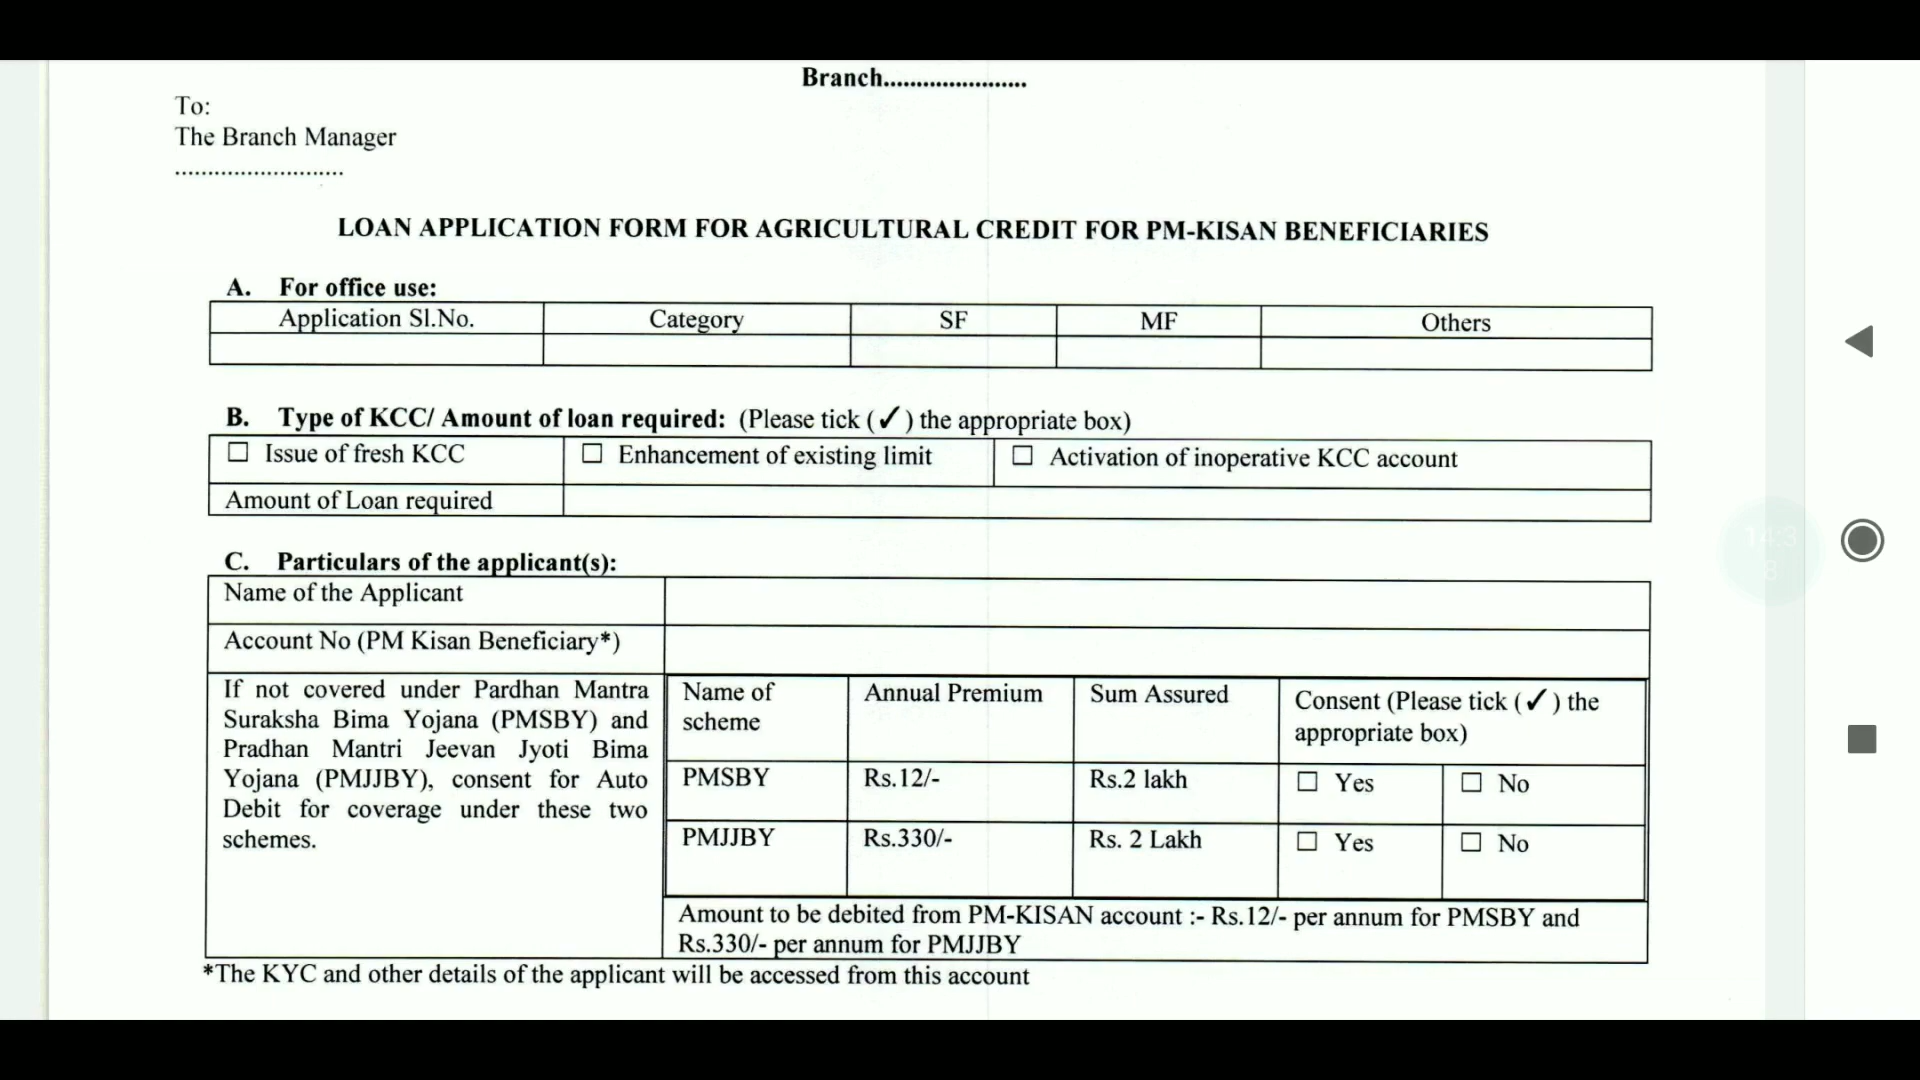 Branch......................
To:
The Branch Manager
..........................
LOAN APPLICATION FORM FOR AGRICULTURAL CREDIT FOR PM-KISAN BENEFICIARIES
A. For office use:
Application Sl.No. Category SF MF Others
B. Type of KCC/ Amount of loan required: (Please tick (✓) the appropriate box)
☐ Issue of fresh KCC ☐ Enhancement of existing limit ☐ Activation of inoperative KCC account
Amount of Loan required
C. Particulars of the applicant(s):
Name of the Applicant
Account No (PM Kisan Beneficiary*)
If not covered under Pardhan Mantra
Suraksha Bima Yojana (PMSBY) and
Pradhan Mantri Jeevan Jyoti Bima
Yojana (PMJJBY), consent for Auto
Debit for coverage under these two
schemes.
Name of
scheme
Annual Premium
Sum Assured
Consent (Please tick (✓) the
appropriate box)
PMSBY Rs.12/- Rs.2 lakh ☐ Yes ☐ No
PMJJBY Rs.330/- Rs. 2 Lakh ☐ Yes ☐ No
Amount to be debited from PM-KISAN account :- Rs.12/- per annum for PMSBY and
Rs.330/- per annum for PMJJBY
*The KYC and other details of the applicant will be accessed from this account
14:3
8